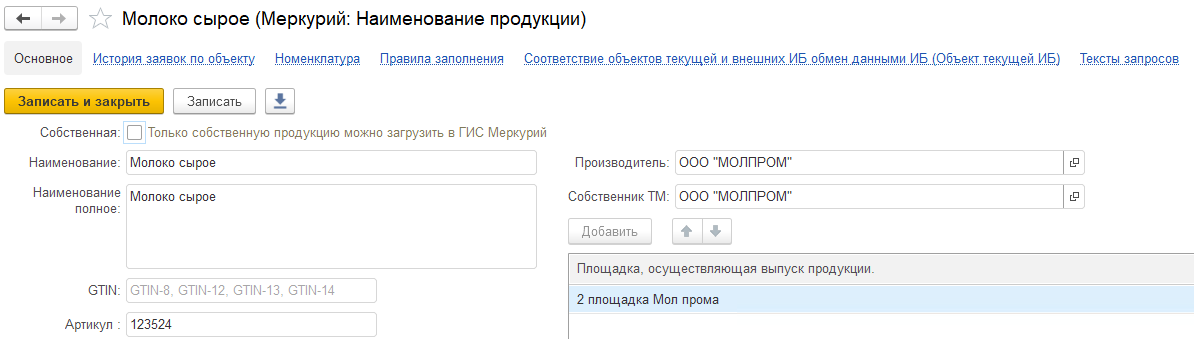 Молоко сырое (Меркурий: Наименование продукции)
Основное История заявок по объекту Номенклатура Правила заполнения Соответствие объектов текущей и внешних ИБ обмен данными ИБ (Объект текущей ИБ) Тексты запросов
Записать и закрыть Записать
Собственная: Только собственную продукцию можно загрузить в ГИС Меркурий
Наименование: Молоко сырое Производитель: ООО "МОЛПРОМ"
Наименование полное: Молоко сырое Собственник ТМ: ООО "МОЛПРОМ"
Добавить
Площадка, осуществляющая выпуск продукции.
GTIN: GTIN-8, GTIN-12, GTIN-13, GTIN-14 2 площадка Мол прома
Артикул : 123524